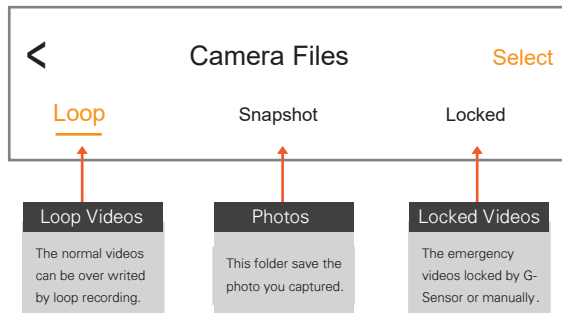 < Camera Files Select
Loop Snapshot Locked
Loop Videos
The normal videos
can be over writed
by loop recording.
Photos
This folder save the
photo you captured.
Locked Videos
The emergency
videos locked by G-
Sensor or manually.